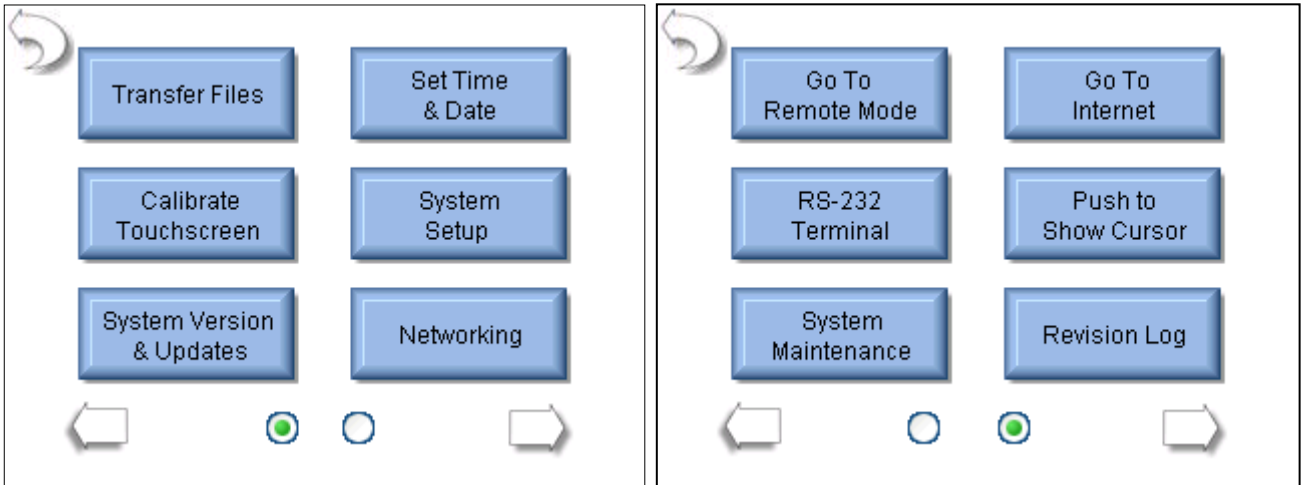 Transfer Files
Set Time
& Date
Calibrate
Touchscreen
System
Setup
System Version
& Updates
Networking
Go To
Remote Mode
Go To
Internet
RS-232
Terminal
Push to
Show Cursor
System
Maintenance
Revision Log